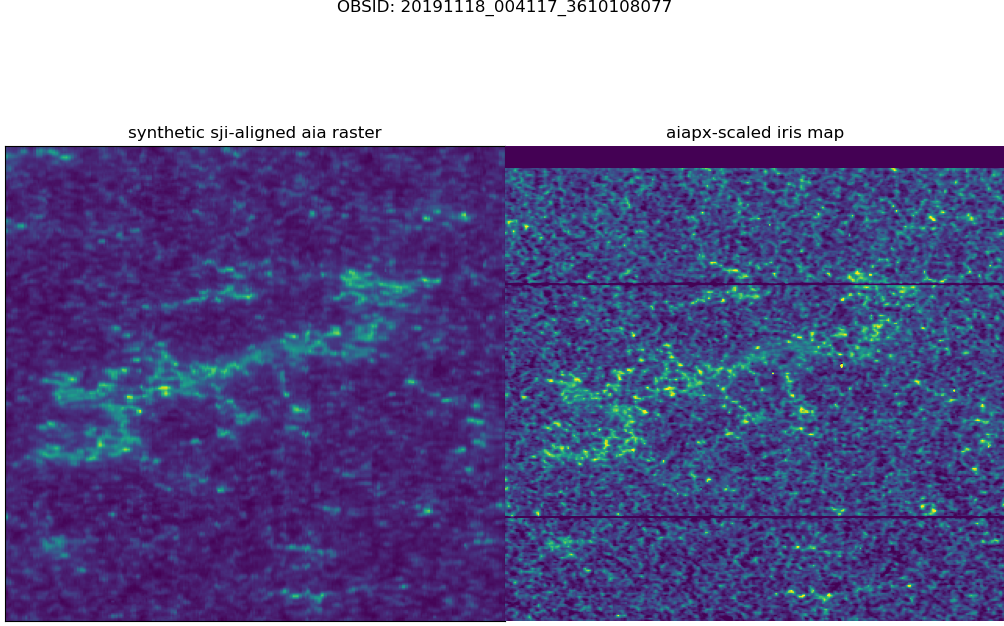 OBSID: 20191118_004117_3610108077
synthetic sji-aligned aia raster
aiapx-scaled iris map